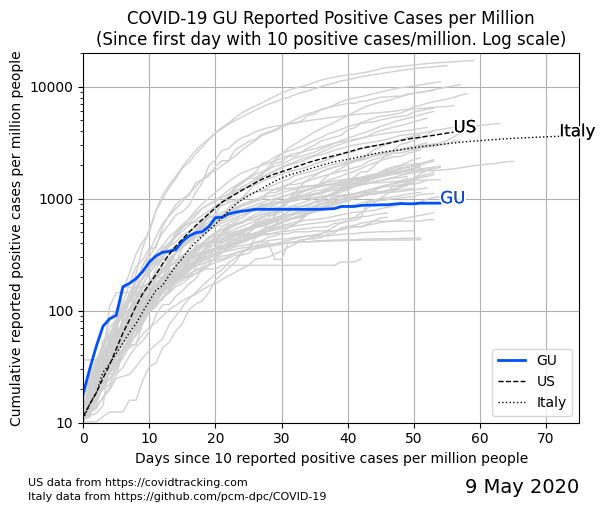 COVID-19 GU Reported Positive Cases per Million
(Since first day with 10 positive cases/million. Log scale)
Cumulative reported positive cases per million people
10000
1000
100
10
US
Italy
GU
GU
US
Italy
0 10 20 30 40 50 60 70
Days since 10 reported positive cases per million people
US data from https://covidtracking.com
Italy data from https://github.com/pcm-dpc/COVID-19
9 May 2020